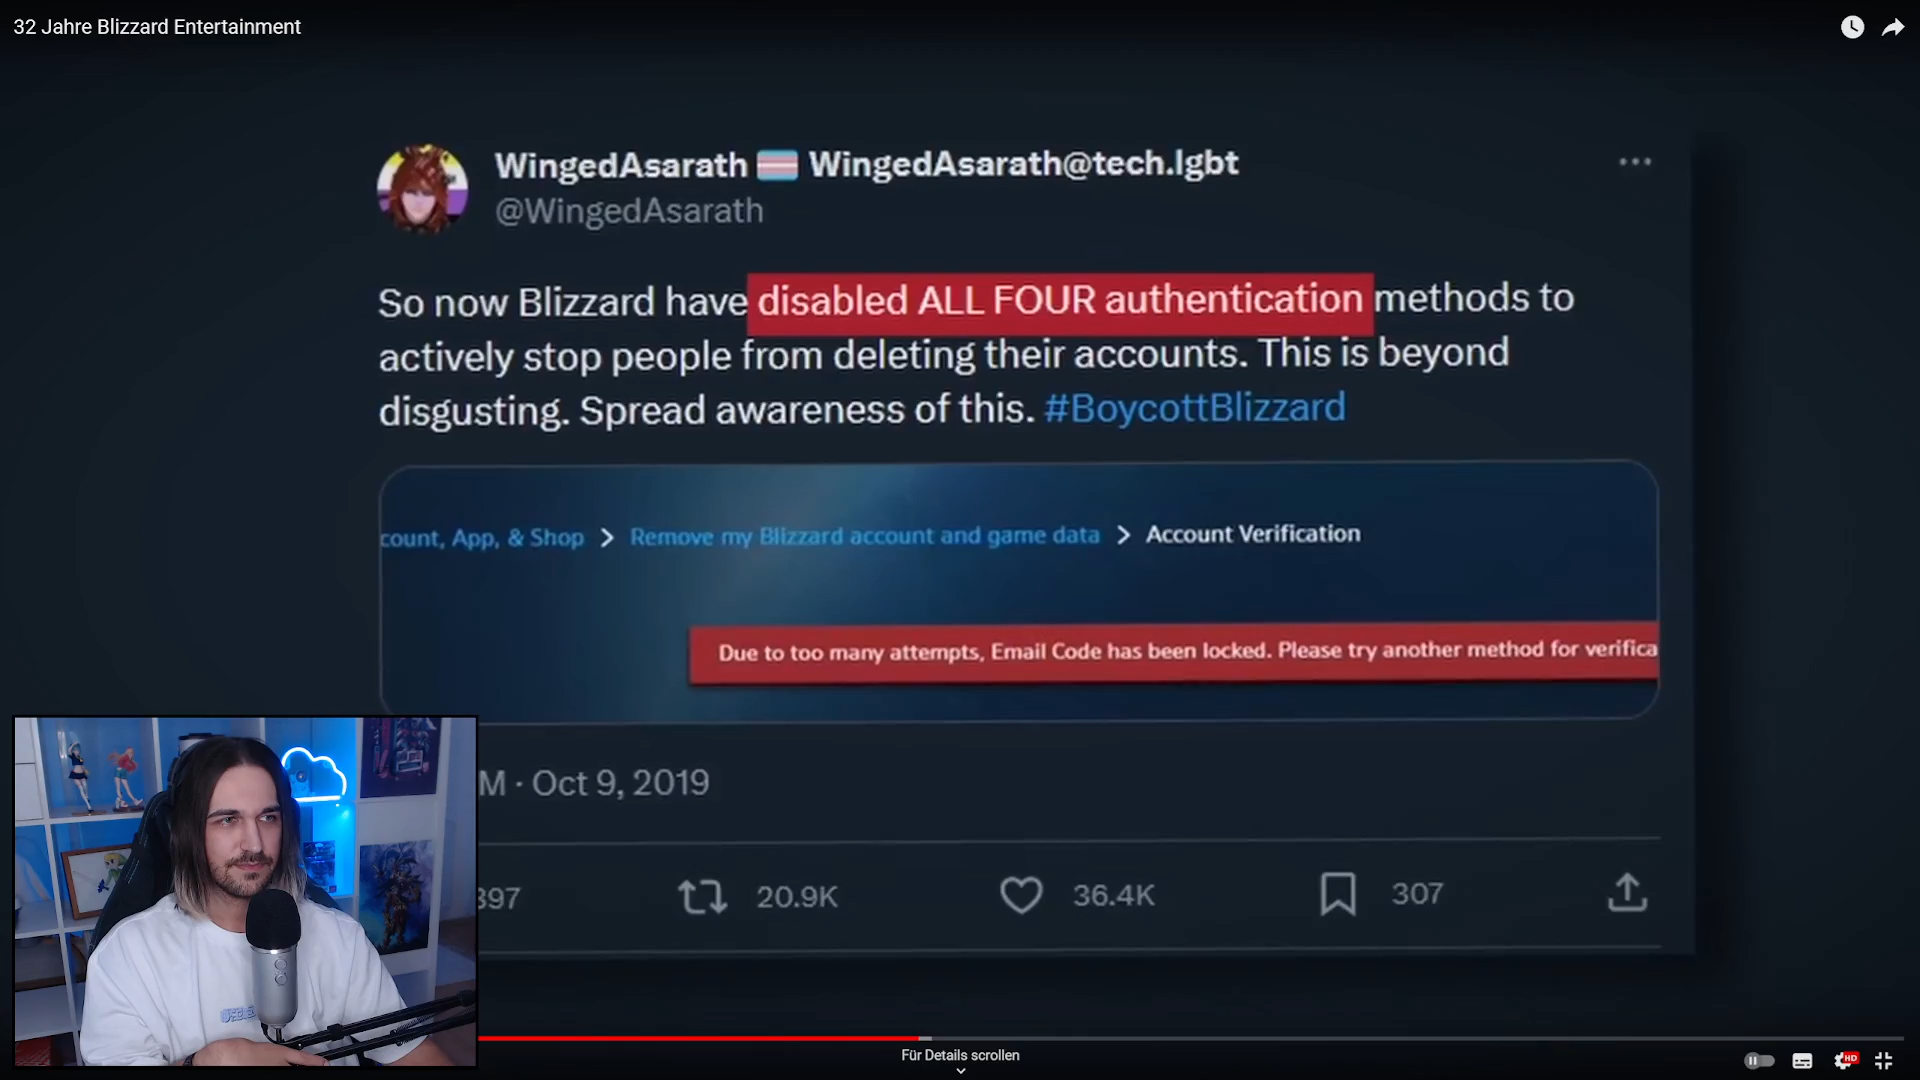 32 Jahre Blizzard Entertainment
WingedAsarath WingedAsarath@tech.lgbt
@WingedAsarath
So now Blizzard have disabled ALL FOUR authentication methods to
actively stop people from deleting their accounts. This is beyond
disgusting. Spread awareness of this. #BoycottBlizzard
count, App, & Shop > Remove my Blizzard account and game data > Account Verification
Due to too many attempts, Email Code has been locked. Please try another method for verifica
M · Oct 9, 2019
397 20.9K 36.4K 307
Für Details scrollen
HD